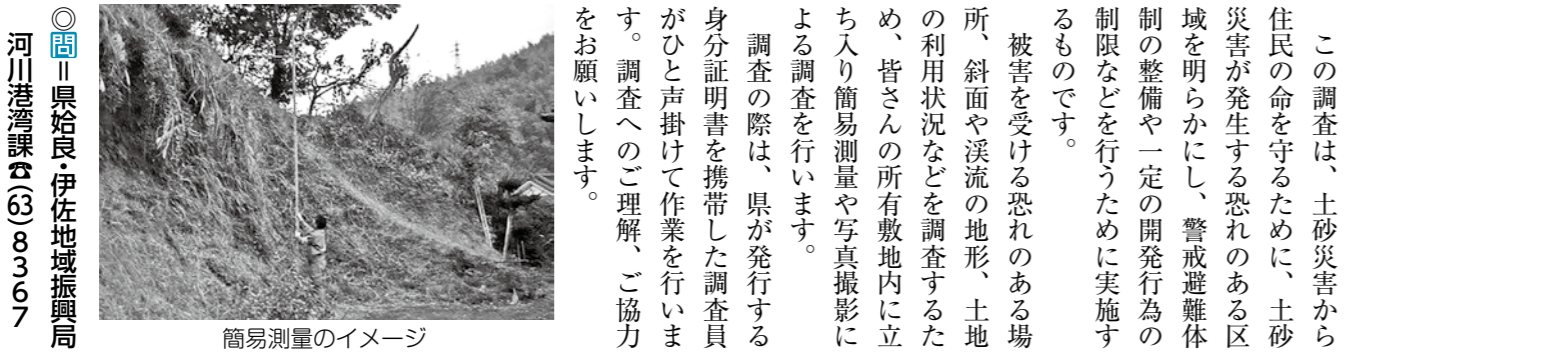 この調査は、土砂災害から
住民の命を守るために、土砂
災害が発生する恐れのある区
域を明らかにし、警戒避難体
制の整備や一定の開発行為の
制限などを行うために実施す
るものです。
被害を受ける恐れのある場
所、斜面や渓流の地形、土地
の利用状況などを調査するた
め、皆さんの所有敷地内に立
ち入り簡易測量や写真撮影に
よる調査を行います。
調査の際は、県が発行する
身分証明書を携帯した調査員
がひと声掛けて作業を行いま
す。調査へのご理解、ご協力
をお願いします。
簡易測量のイメージ
◎問＝県姶良・伊佐地域振興局
河川港湾課☎(63)8367